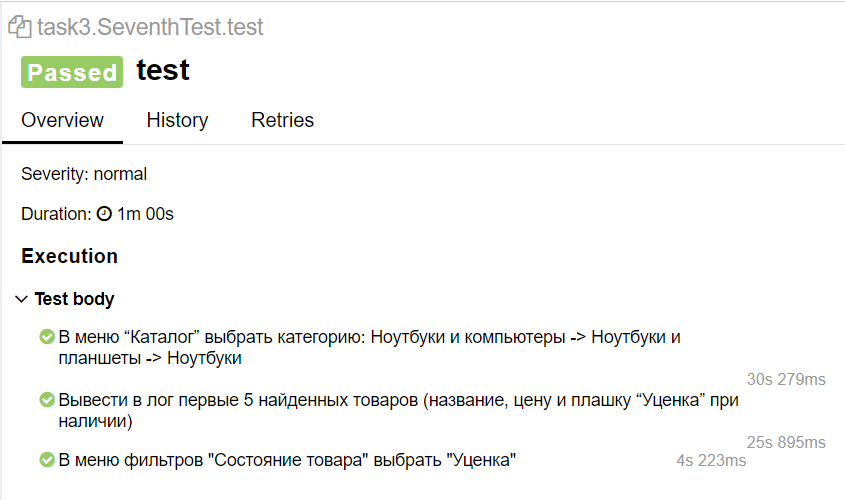 task3.SeventhTest.test
Passed test
Overview History Retries
Severity: normal
Duration: 1m 00s
Execution
Test body
В меню “Каталог” выбрать категорию: Ноутбуки и компьютеры -> Ноутбуки и
планшеты -> Ноутбуки
30s 279ms
Вывести в лог первые 5 найденных товаров (название, цену и плашку “Уценка” при
наличии)
25s 895ms
В меню фильтров "Состояние товара" выбрать "Уценка" 4s 223ms